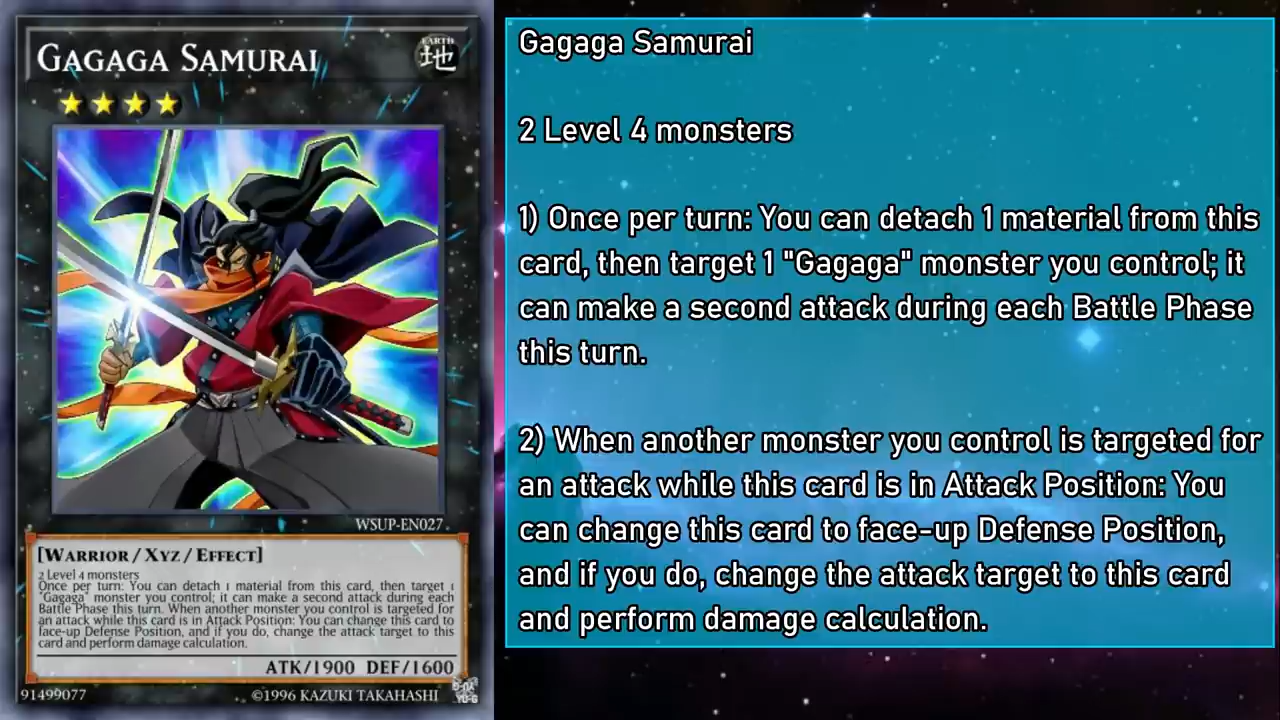 GAGAGA SAMURAI
EARTH
地
WSUP-EN027
[WARRIOR/XYZ/EFFECT]
2 Level 4 monsters
Once per turn: You can detach 1 material from this card, then target 1
"Gagaga" monster you control; it can make a second attack during each
Battle Phase this turn. When another monster you control is targeted for
an attack while this card is in Attack Position: You can change this card to
face-up Defense Position, and if you do, change the attack target to this
card and perform damage calculation.
ATK/1900 DEF/1600
91499077
©1996 KAZUKI TAKAHASHI
Gagaga Samurai
2 Level 4 monsters
1) Once per turn: You can detach 1 material from this
card, then target 1 "Gagaga" monster you control; it
can make a second attack during each Battle Phase
this turn.
2) When another monster you control is targeted for
an attack while this card is in Attack Position: You
can change this card to face-up Defense Position,
and if you do, change the attack target to this card
and perform damage calculation.